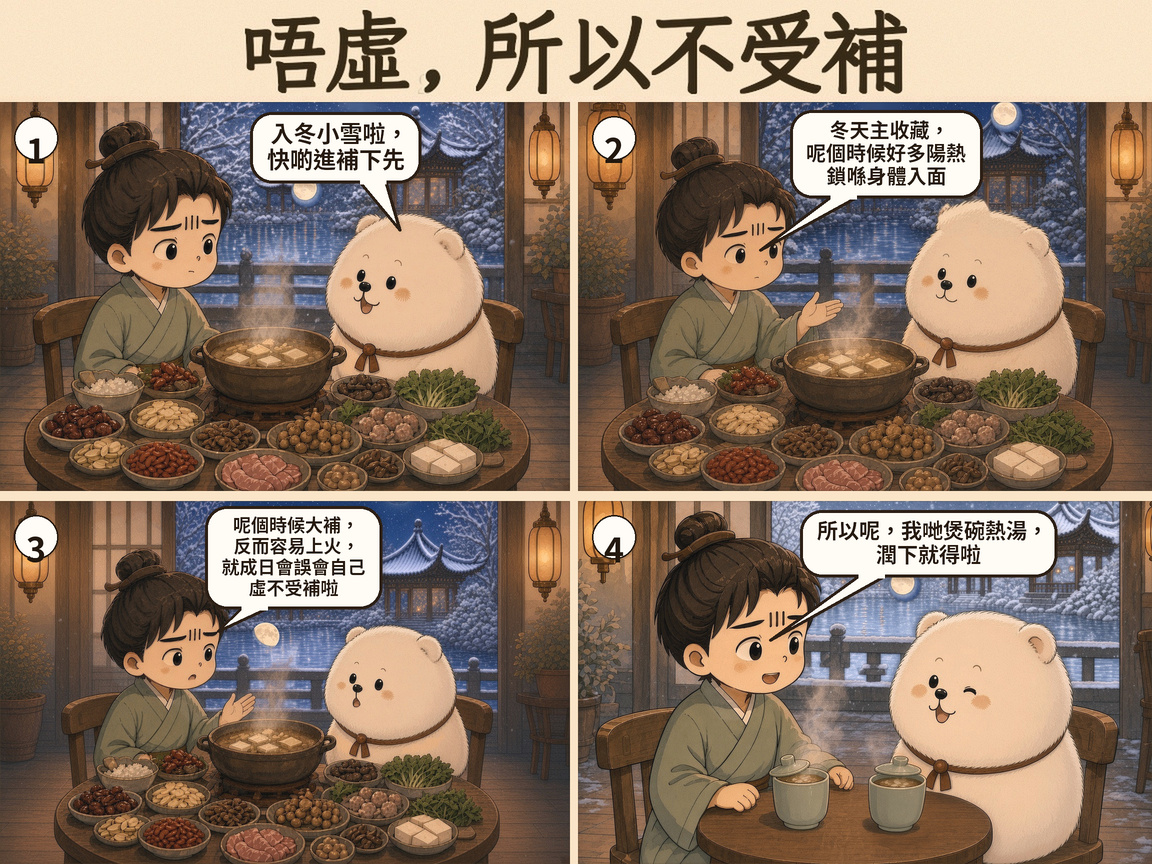 唔虛，所以不受補
1
入冬小雪啦，
快啲進補下先
2
冬天主收藏，
呢個時候好多陽熱
鎖喺身體入面
3
呢個時候大補，
反而容易上火，
就成日會誤會自己
虛不受補啦
4
所以呢，我哋煲碗熱湯，
潤下就得啦